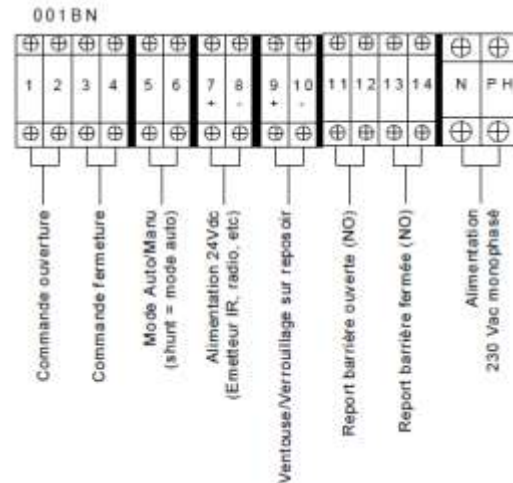 001BN
1 2 3 4 5 6 7 8 9 10 11 12 13 14 N PH
+ - + -
Commande ouverture
Commande fermeture
Mode Auto/Manu
(shunt = mode auto)
Alimentation 24Vdc
(Emetteur IR, radio, etc)
Ventouse/Verrouillage sur reposoir
Report barrière ouverte (NO)
Report barrière fermée (NO)
Alimentation
230 Vac monophasé